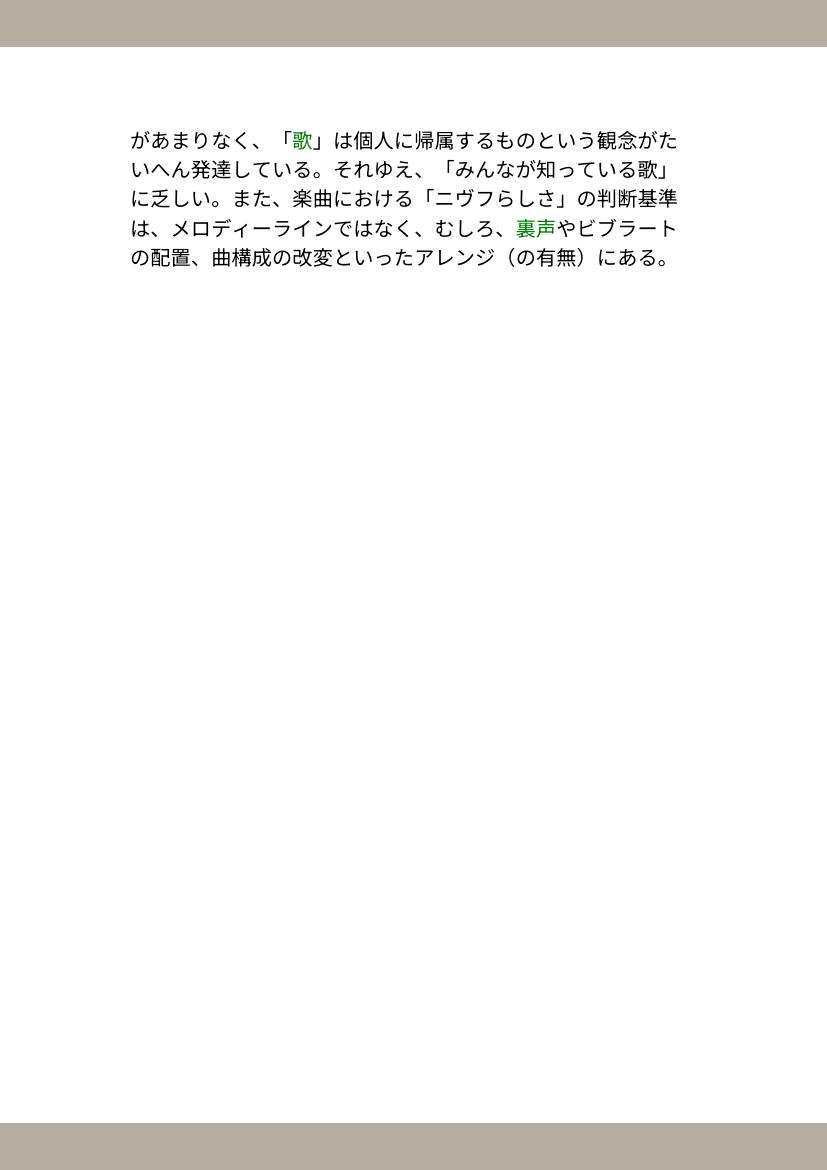 があまりなく、「歌」は個人に帰属するものという観念がた
いへん発達している。それゆえ、「みんなが知っている歌」
に乏しい。また、楽曲における「ニヴフらしさ」の判断基準
は、メロディーラインではなく、むしろ、裏声やビブラート
の配置、曲構成の改変といったアレンジ（の有無）にある。